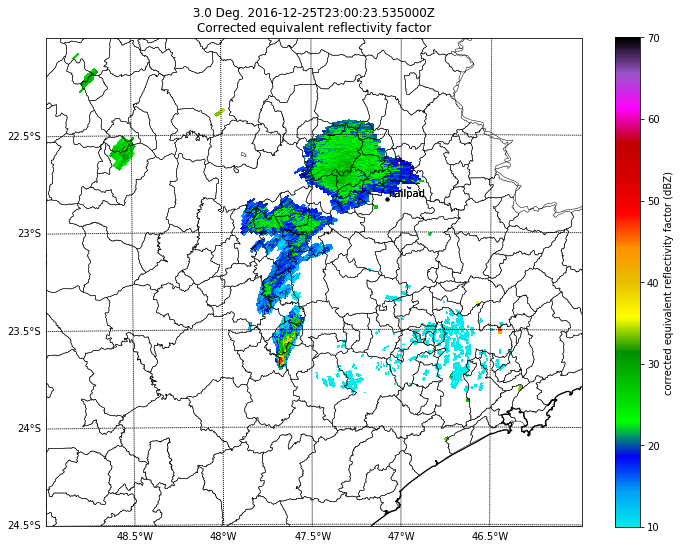 3.0 Deg. 2016-12-25T23:00:23.535000Z
Corrected equivalent reflectivity factor
70
60
50
40
30
20
10
corrected equivalent reflectivity factor (dBZ)
22.5°S
23°S
23.5°S
24°S
24.5°S
48.5°W
48°W
47.5°W
47°W
46.5°W